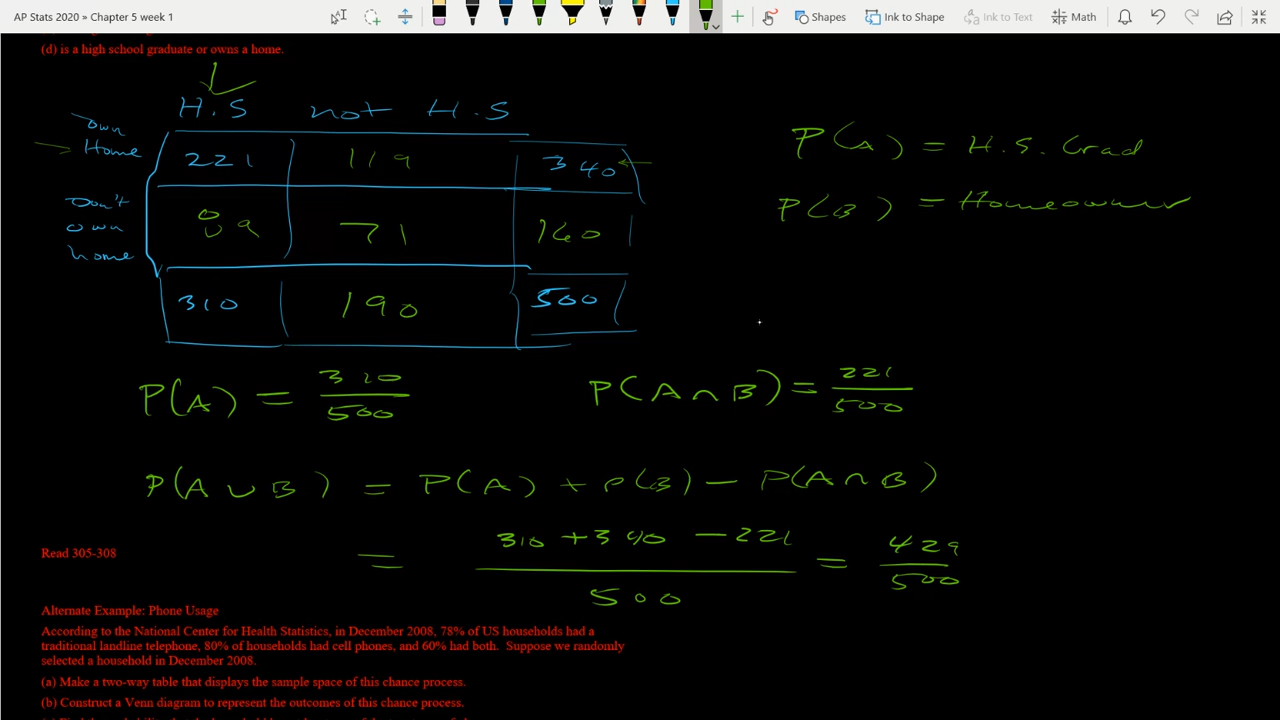 AP Stats 2020 » Chapter 5 week 1
Shapes
Ink to Shape
Ink to Text
Math
(d) is a high school graduate or owns a home.
H.S not H.S
own
Home 221 119 340
Don't
own
home 89 71 160
310 190 500
P(A) = H.S. Grad
P(B) = Homeowner
P(A) = 310/500
P(A∩B) = 221/500
P(A∪B) = P(A) + P(B) − P(A∩B)
= 310 + 340 − 221 / 500 = 429/500
Read 305-308
Alternate Example: Phone Usage
According to the National Center for Health Statistics, in December 2008, 78% of US households had a
traditional landline telephone, 80% of households had cell phones, and 60% had both. Suppose we randomly
selected a household in December 2008.
(a) Make a two-way table that displays the sample space of this chance process.
(b) Construct a Venn diagram to represent the outcomes of this chance process.